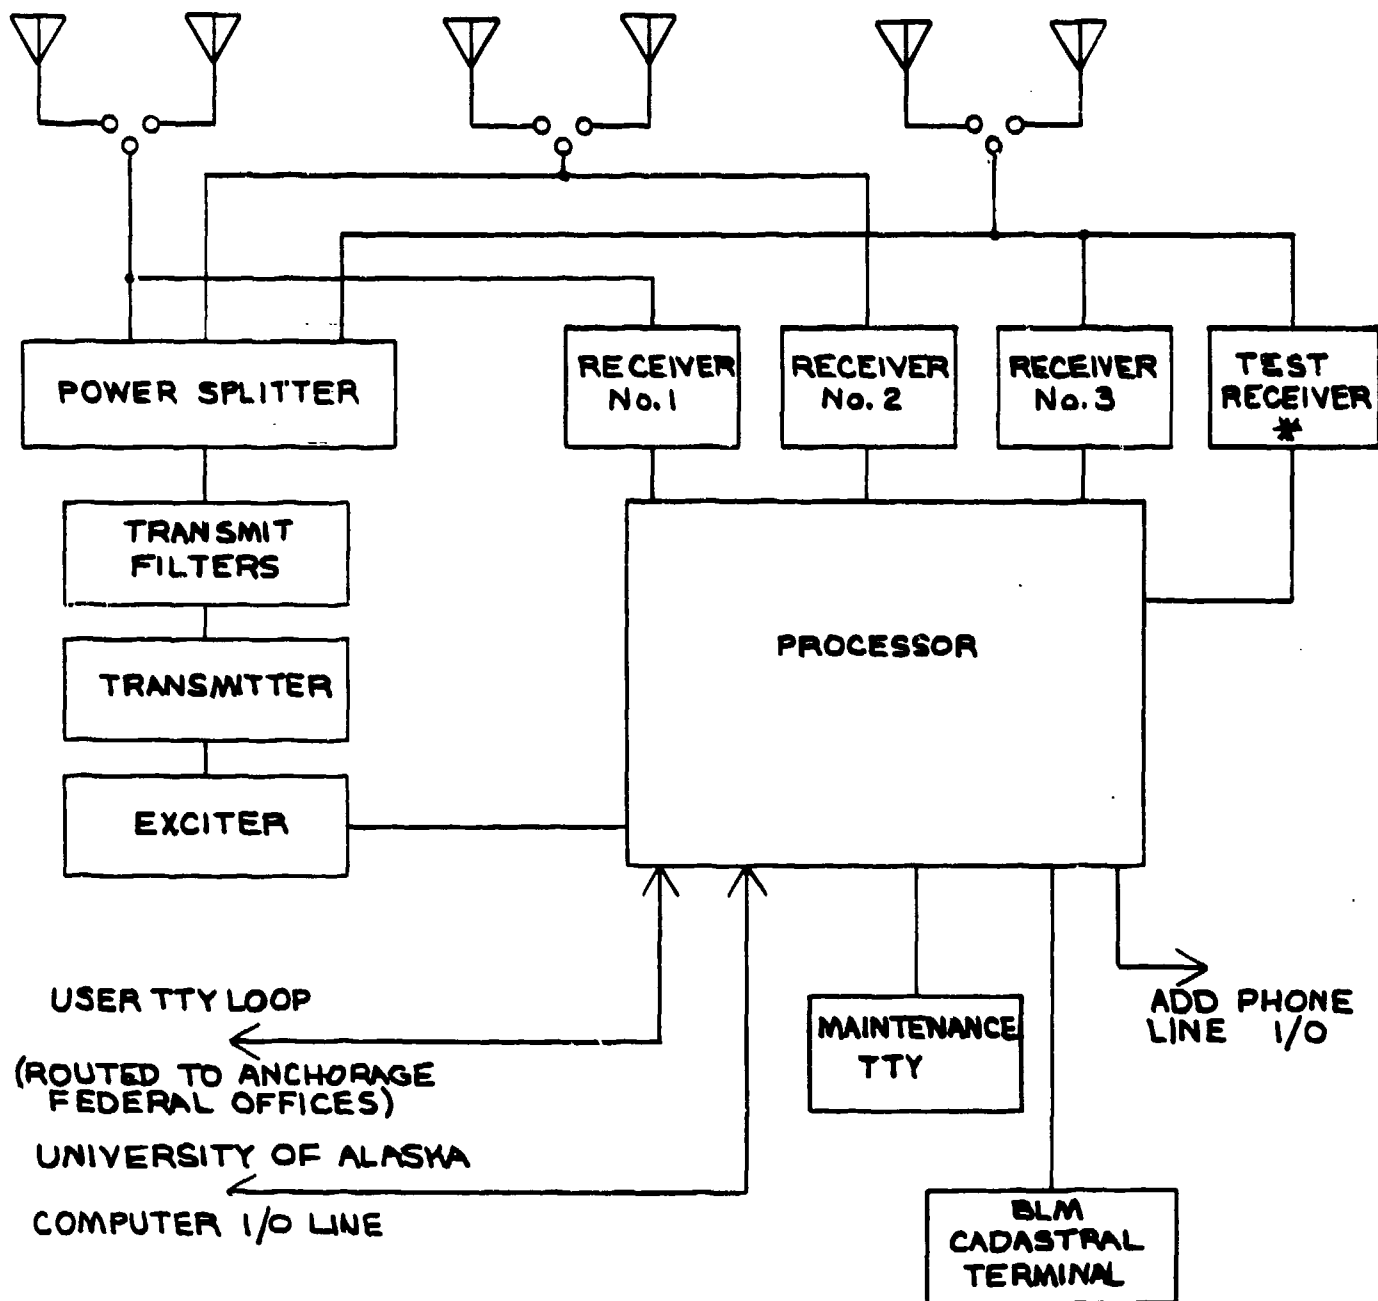 POWER SPLITTER
RECEIVER
No. 1
RECEIVER
No. 2
RECEIVER
No. 3
TEST
RECEIVER
*
TRANSMIT
FILTERS
TRANSMITTER
EXCITER
PROCESSOR
USER TTY LOOP
(ROUTED TO ANCHORAGE
FEDERAL OFFICES)
UNIVERSITY OF ALASKA
COMPUTER I/O LINE
MAINTENANCE
TTY
BLM
CADASTRAL
TERMINAL
ADD PHONE
LINE I/O